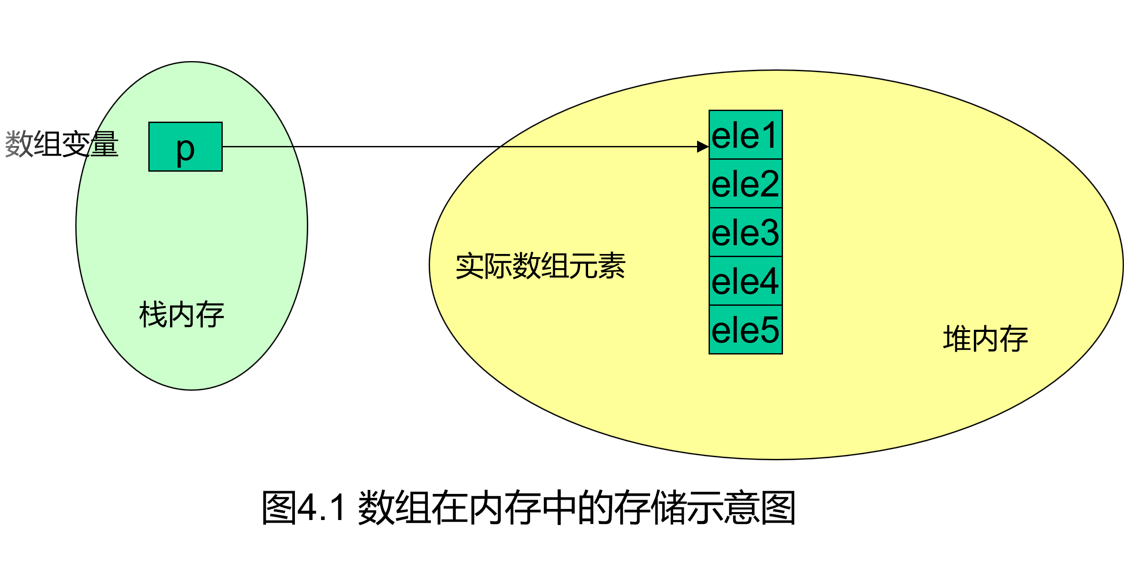 数组变量
p
ele1
ele2
ele3
ele4
ele5
实际数组元素
栈内存
堆内存
图4.1 数组在内存中的存储示意图